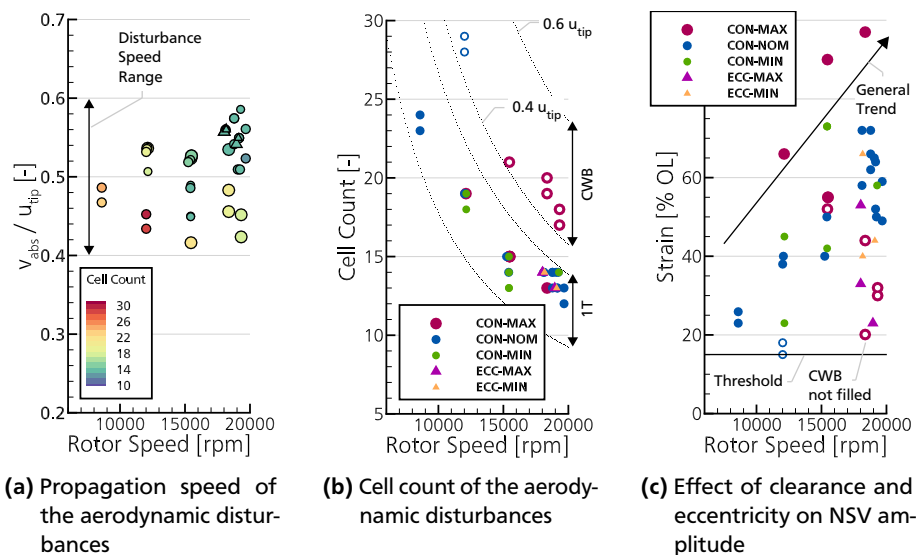 0.7
0.6
0.5
0.4
0.3
0.2
v_abs / u_tip [-]
Disturbance
Speed
Range
Cell Count
30
26
22
18
14
10
10000
15000
20000
Rotor Speed [rpm]
30
25
20
15
10
5
Cell Count [-]
0.6 u_tip
0.4 u_tip
CWB
1T
CON-MAX
CON-NOM
CON-MIN
ECC-MAX
ECC-MIN
10000
15000
20000
Rotor Speed [rpm]
CON-MAX
CON-NOM
CON-MIN
ECC-MAX
ECC-MIN
General
Trend
60
40
20
0
Strain [% OL]
Threshold
CWB
not filled
10000
15000
20000
Rotor Speed [rpm]
(a) Propagation speed of
the aerodynamic distur-
bances
(b) Cell count of the aerody-
namic disturbances
(c) Effect of clearance and
eccentricity on NSV am-
plitude